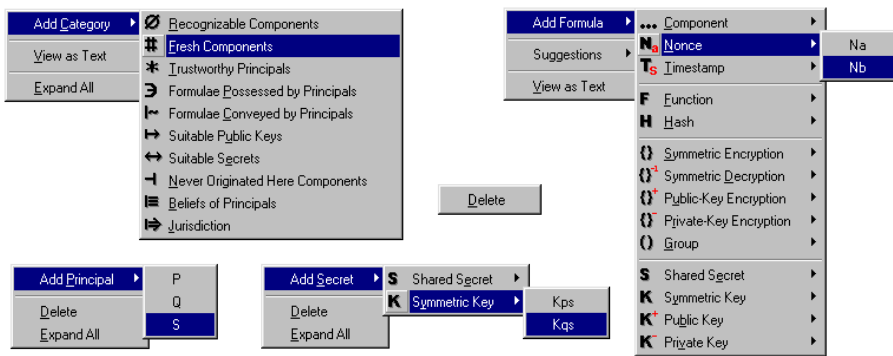 Add Category
View as Text
Expand All
Ø Recognizable Components
# Fresh Components
* Trustworthy Principals
∋ Formulae Possessed by Principals
|~ Formulae Conveyed by Principals
↦ Suitable Public Keys
↔ Suitable Secrets
⊣ Never Originated Here Components
|≡ Beliefs of Principals
|⇒ Jurisdiction
Add Formula
Suggestions
View as Text
... Component
Na Nonce
Ts Timestamp
F Function
H Hash
{} Symmetric Encryption
{}-1 Symmetric Decryption
{}+ Public-Key Encryption
{}- Private-Key Encryption
() Group
S Shared Secret
K Symmetric Key
K+ Public Key
K- Private Key
Na
Nb
Delete
Add Principal
Delete
Expand All
P
Q
S
Add Secret
Delete
Expand All
S Shared Secret
K Symmetric Key
Kps
Kqs